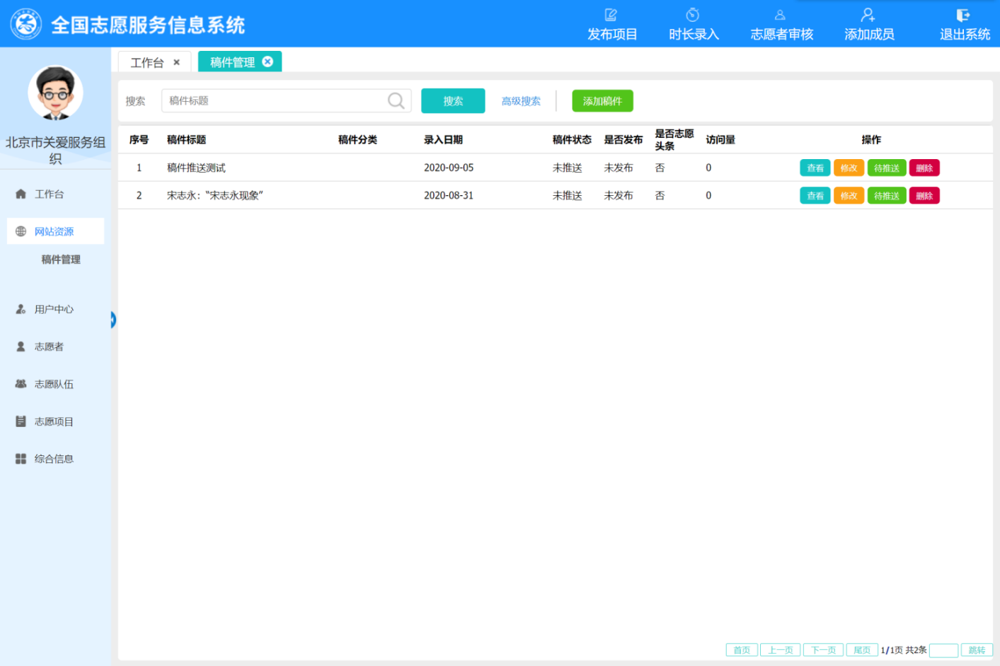 全国志愿服务信息系统
发布项目 时长录入 志愿者审核 添加成员 退出系统
北京市关爱服务组
织
工作台
网站资源
稿件管理
用户中心
志愿者
志愿队伍
志愿项目
综合信息
工作台 × 稿件管理
搜索 稿件标题 搜索 高级搜索 添加稿件
序号 稿件标题 稿件分类 录入日期 稿件状态 是否发布 是否志愿 访问量 操作
头条
1 稿件推送测试 2020-09-05 未推送 未发布 否 0 查看 修改 待推送 删除
2 宋志永：“宋志永现象” 2020-08-31 未推送 未发布 否 0 查看 修改 待推送 删除
首页 上一页 下一页 尾页 1/1页 共2条 跳转